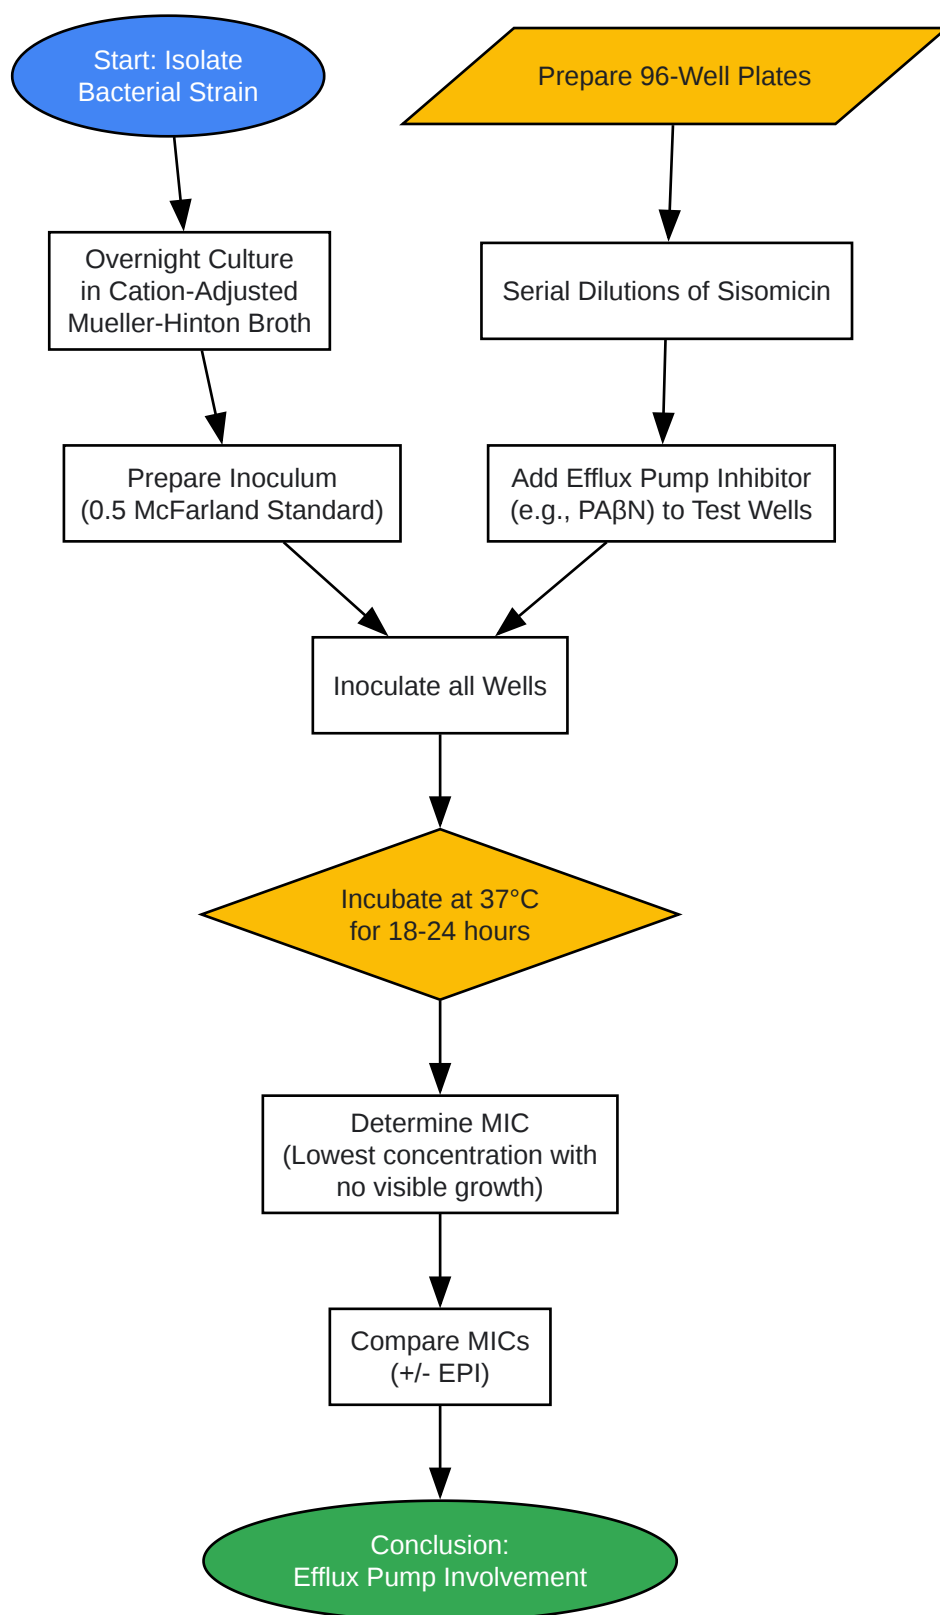 Start: Isolate
Bacterial Strain
Prepare 96-Well Plates
Overnight Culture
in Cation-Adjusted
Mueller-Hinton Broth
Serial Dilutions of Sisomicin
Prepare Inoculum
(0.5 McFarland Standard)
Add Efflux Pump Inhibitor
(e.g., PAβN) to Test Wells
Inoculate all Wells
Incubate at 37°C
for 18-24 hours
Determine MIC
(Lowest concentration with
no visible growth)
Compare MICs
(+/- EPI)
Conclusion:
Efflux Pump Involvement